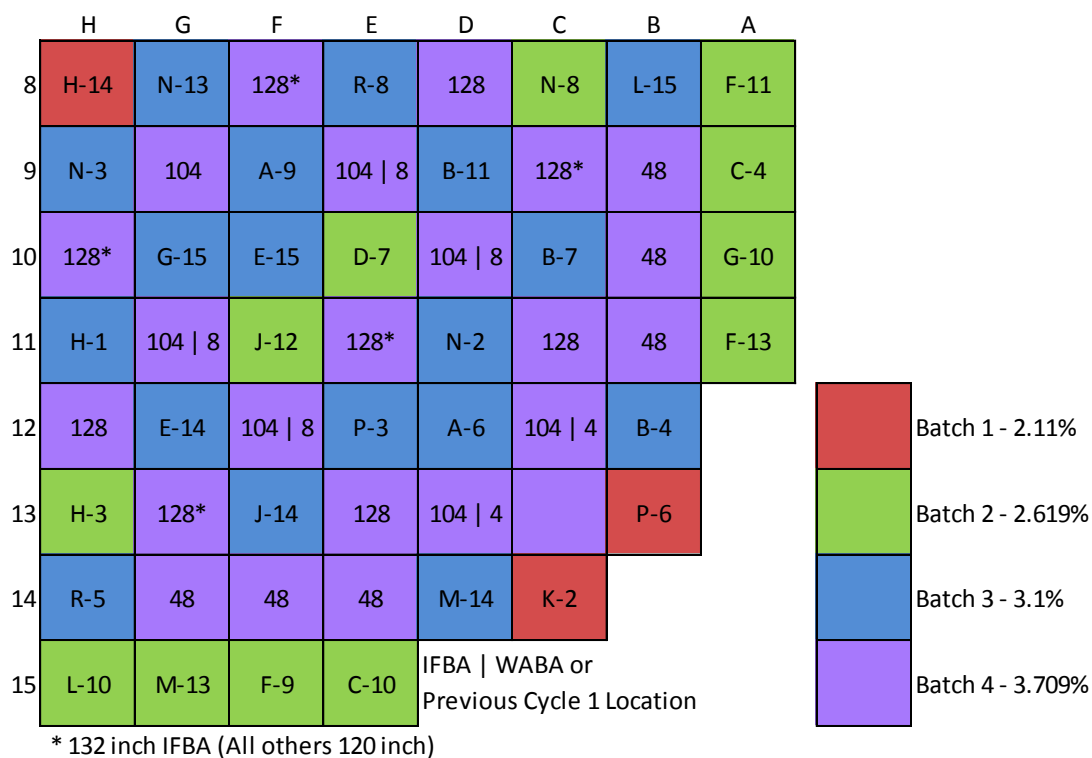 H G F E D C B A
8 H-14 N-13 128* R-8 128 N-8 L-15 F-11
9 N-3 104 A-9 104 | 8 B-11 128* 48 C-4
10 128* G-15 E-15 D-7 104 | 8 B-7 48 G-10
11 H-1 104 | 8 J-12 128* N-2 128 48 F-13
12 128 E-14 104 | 8 P-3 A-6 104 | 4 B-4
Batch 1 - 2.11%
13 H-3 128* J-14 128 104 | 4 P-6
Batch 2 - 2.619%
14 R-5 48 48 48 M-14 K-2
Batch 3 - 3.1%
15 L-10 M-13 F-9 C-10
IFBA | WABA or
Previous Cycle 1 Location
Batch 4 - 3.709%
* 132 inch IFBA (All others 120 inch)